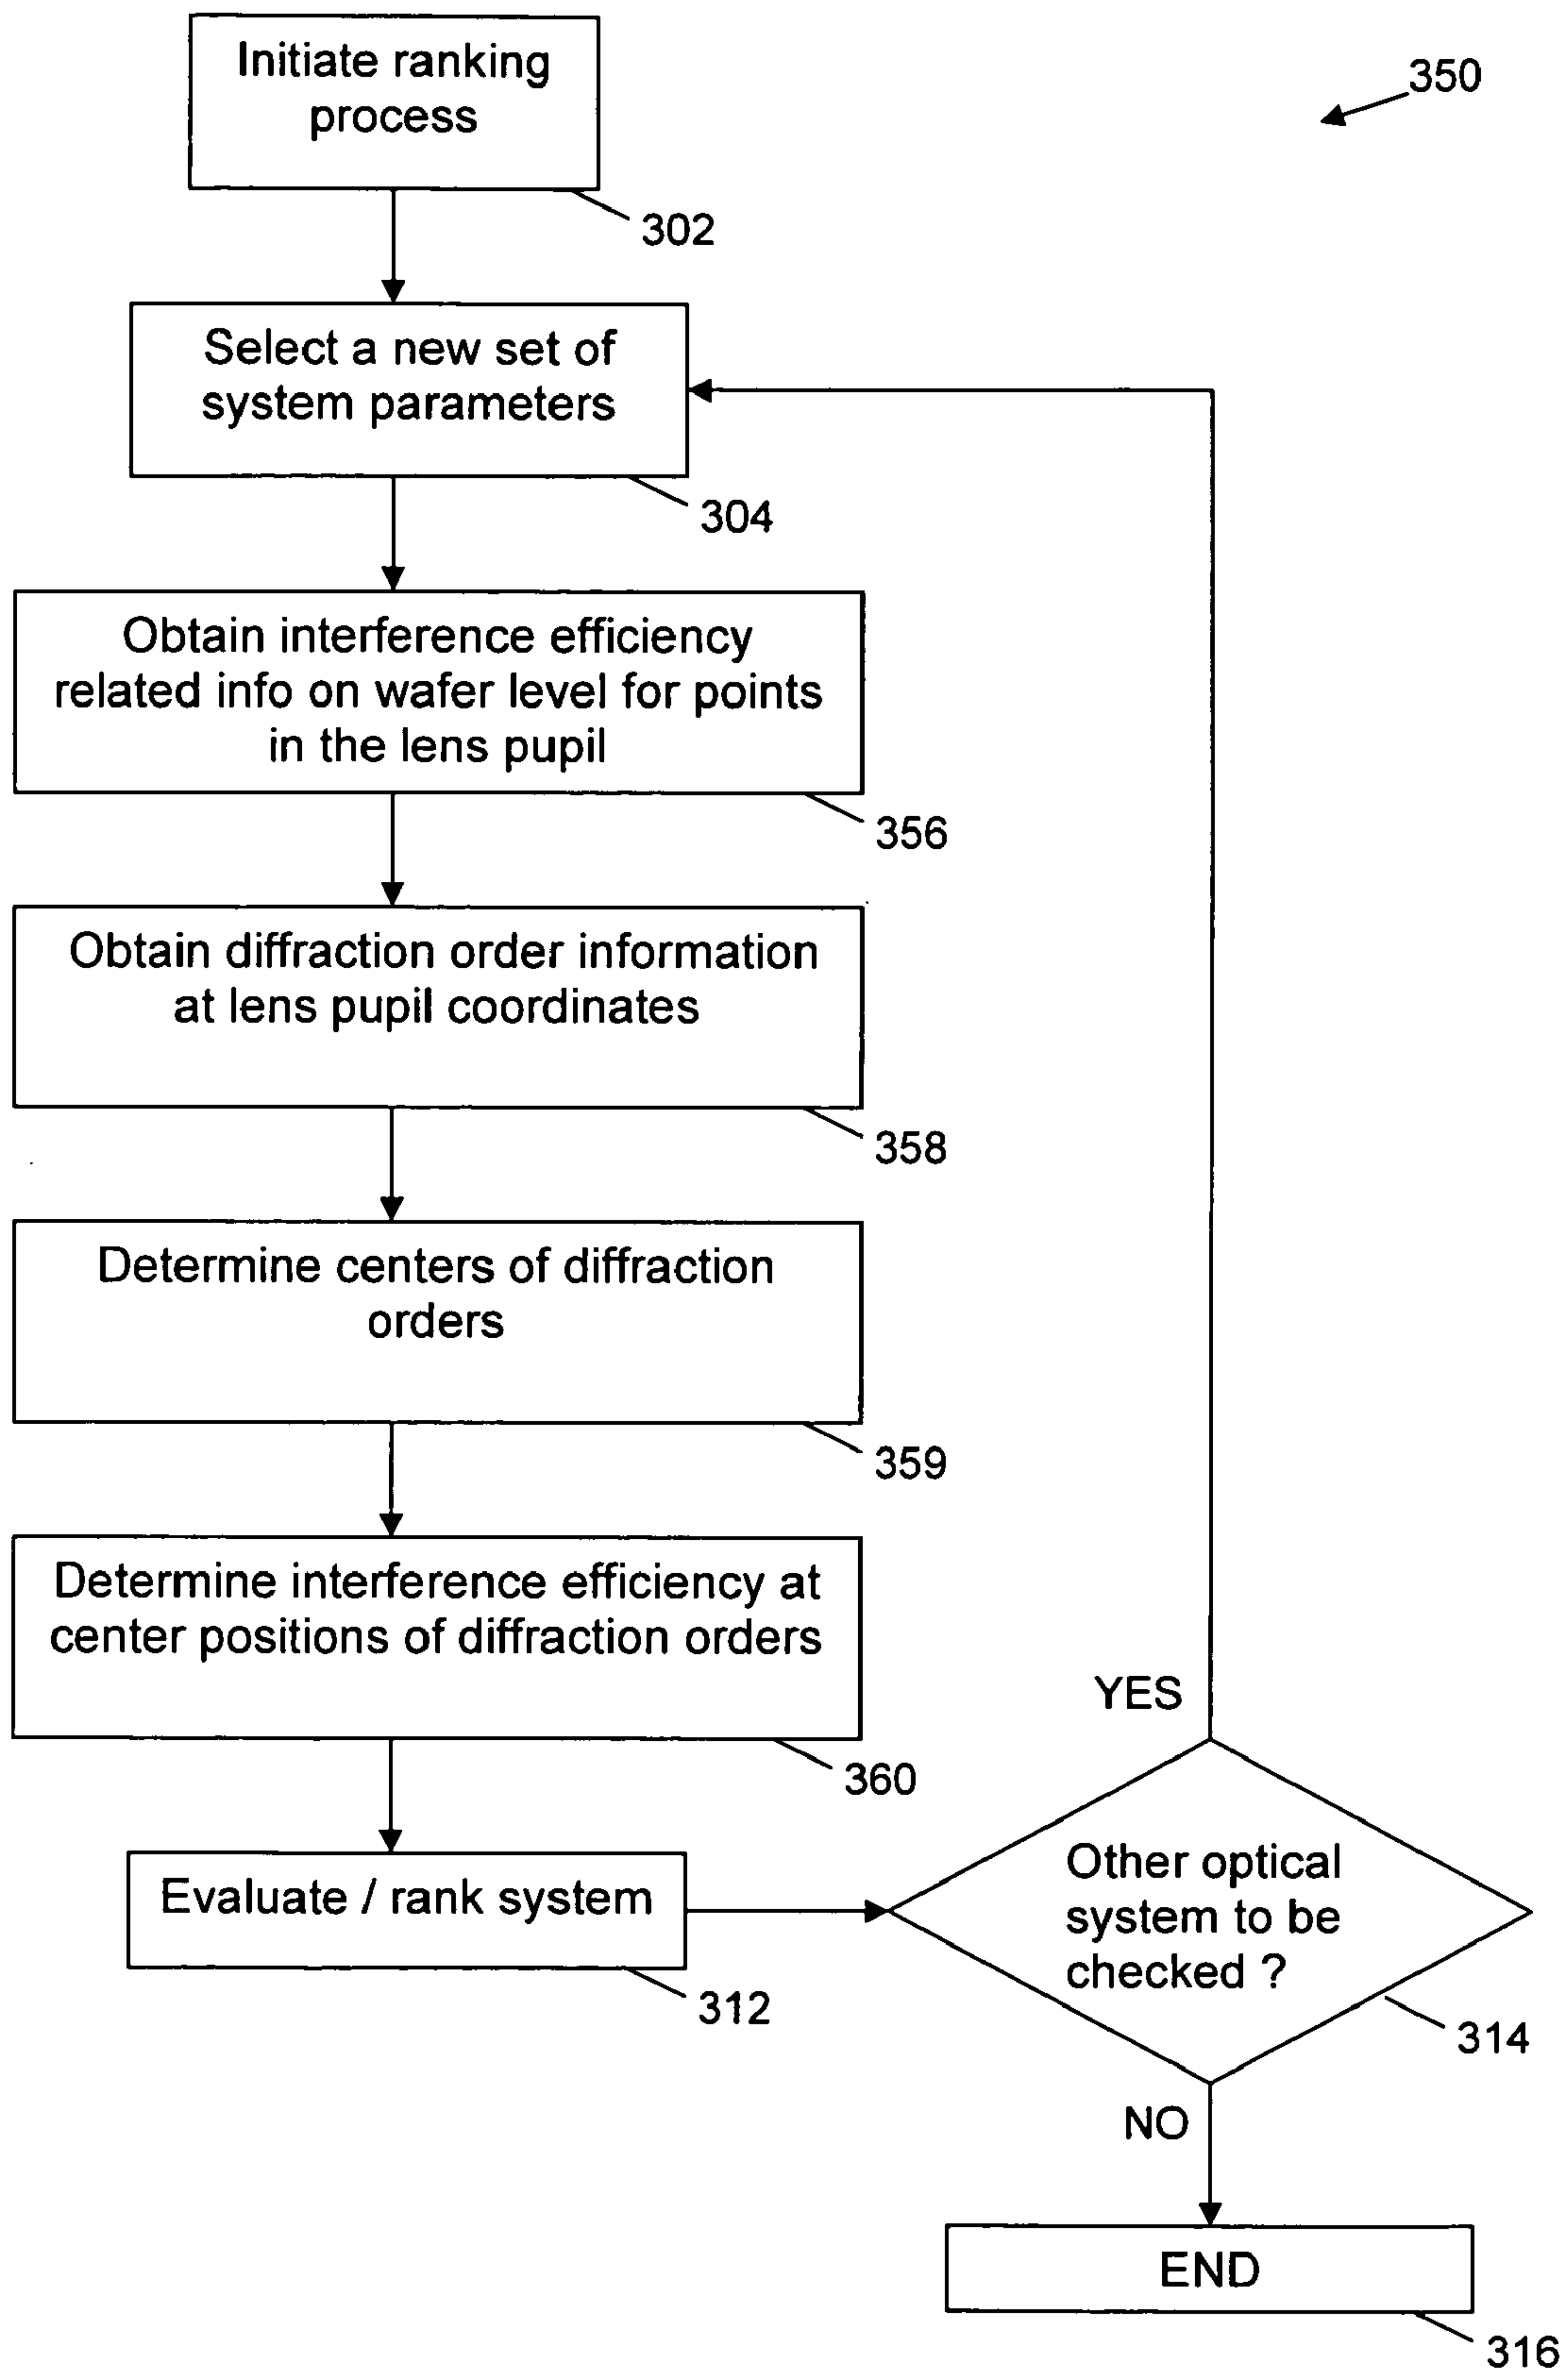 Initiate ranking
process
350
302
Select a new set of
system parameters
304
Obtain interference efficiency
related info on wafer level for points
in the lens pupil
356
Obtain diffraction order information
at lens pupil coordinates
358
Determine centers of diffraction
orders
359
Determine interference efficiency at
center positions of diffraction orders
360
YES
Evaluate / rank system
312
Other optical
system to be
checked ?
314
NO
END
316